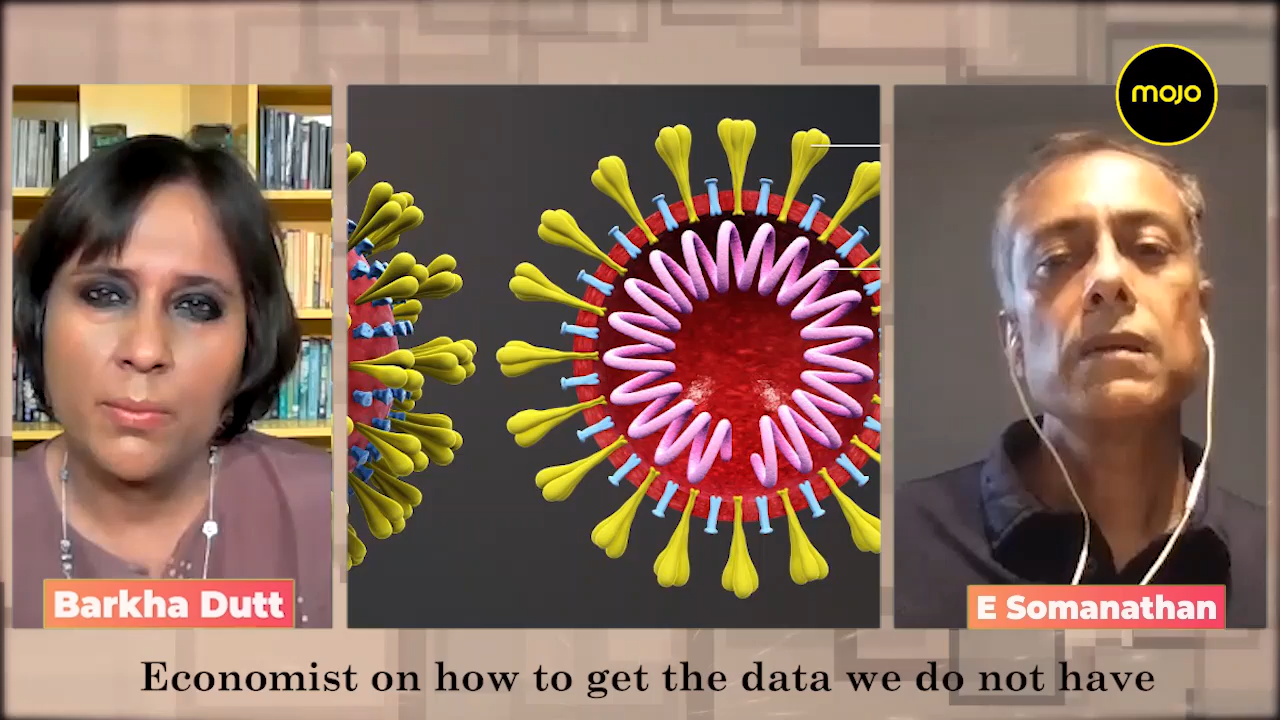 mojo
Barkha Dutt
E Somanathan
Economist on how to get the data we do not have